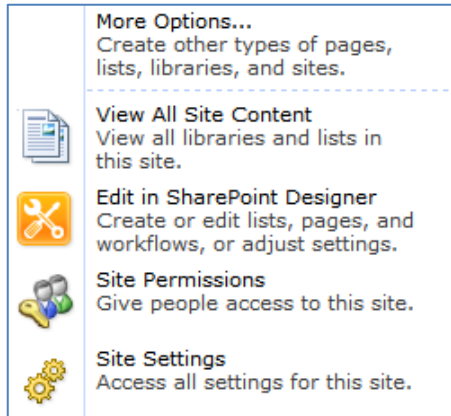 More Options...
Create other types of pages,
lists, libraries, and sites.
View All Site Content
View all libraries and lists in
this site.
Edit in SharePoint Designer
Create or edit lists, pages, and
workflows, or adjust settings.
Site Permissions
Give people access to this site.
Site Settings
Access all settings for this site.